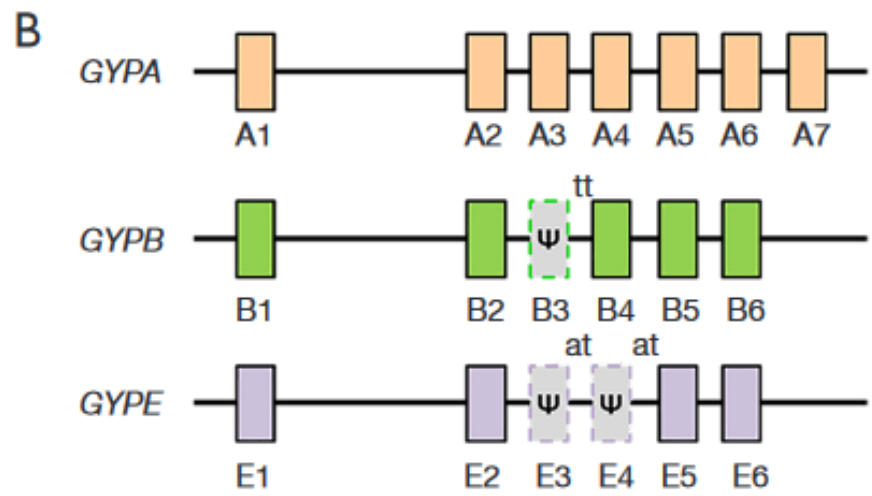 B
GYPA
A1 A2 A3 A4 A5 A6 A7
tt
GYPB
Ψ
B1 B2 B3 B4 B5 B6
at at
GYPE
Ψ Ψ
E1 E2 E3 E4 E5 E6